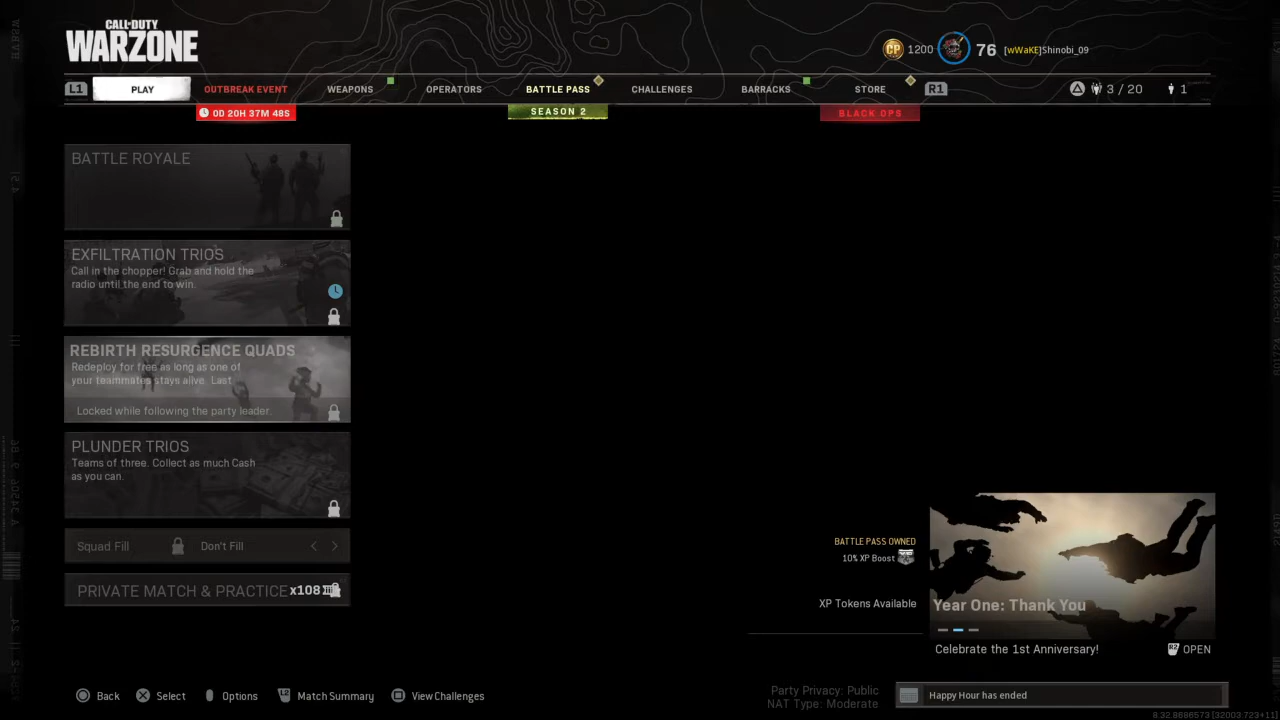 CALL OF DUTY
WARZONE
CP 1200 76 [wWaKE]Shinobi_09
L1 PLAY OUTBREAK EVENT WEAPONS OPERATORS BATTLE PASS CHALLENGES BARRACKS STORE R1 3 / 20 1
0D 20H 37M 48S SEASON 2 BLACK OPS
BATTLE ROYALE
EXFILTRATION TRIOS
Call in the chopper! Grab and hold the
radio until the end to win.
REBIRTH RESURGENCE QUADS
Redeploy for free as long as one of
your teammates stays alive. Last
Locked while following the party leader.
PLUNDER TRIOS
Teams of three. Collect as much Cash
as you can.
Squad Fill Don't Fill
PRIVATE MATCH & PRACTICE x108
BATTLE PASS OWNED
10% XP Boost
XP Tokens Available
Year One: Thank You
Celebrate the 1st Anniversary! R2 OPEN
Back Select Options L2 Match Summary View Challenges
Party Privacy: Public
NAT Type: Moderate
Happy Hour has ended